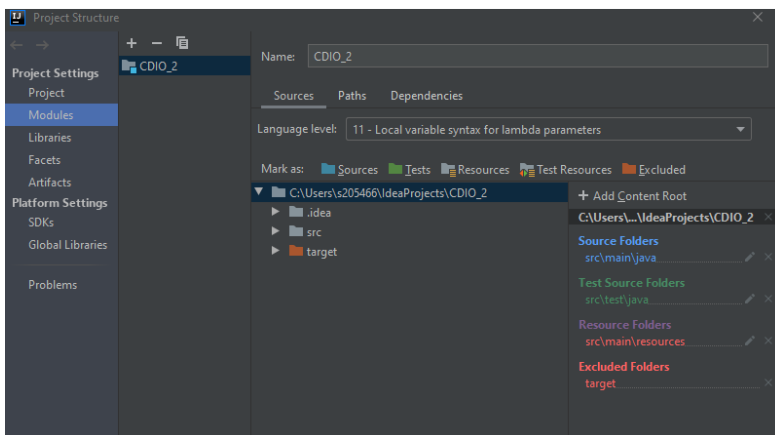 Project Structure
Project Settings
Project
Modules
Libraries
Facets
Artifacts
Platform Settings
SDKs
Global Libraries
Problems
CDIO_2
Name: CDIO_2
Sources Paths Dependencies
Language level: 11 - Local variable syntax for lambda parameters
Mark as: Sources Tests Resources Test Resources Excluded
C:\Users\s205466\IdeaProjects\CDIO_2
.idea
src
target
+ Add Content Root
C:\Users\...\IdeaProjects\CDIO_2
Source Folders
src\main\java
Test Source Folders
src\test\java
Resource Folders
src\main\resources
Excluded Folders
target